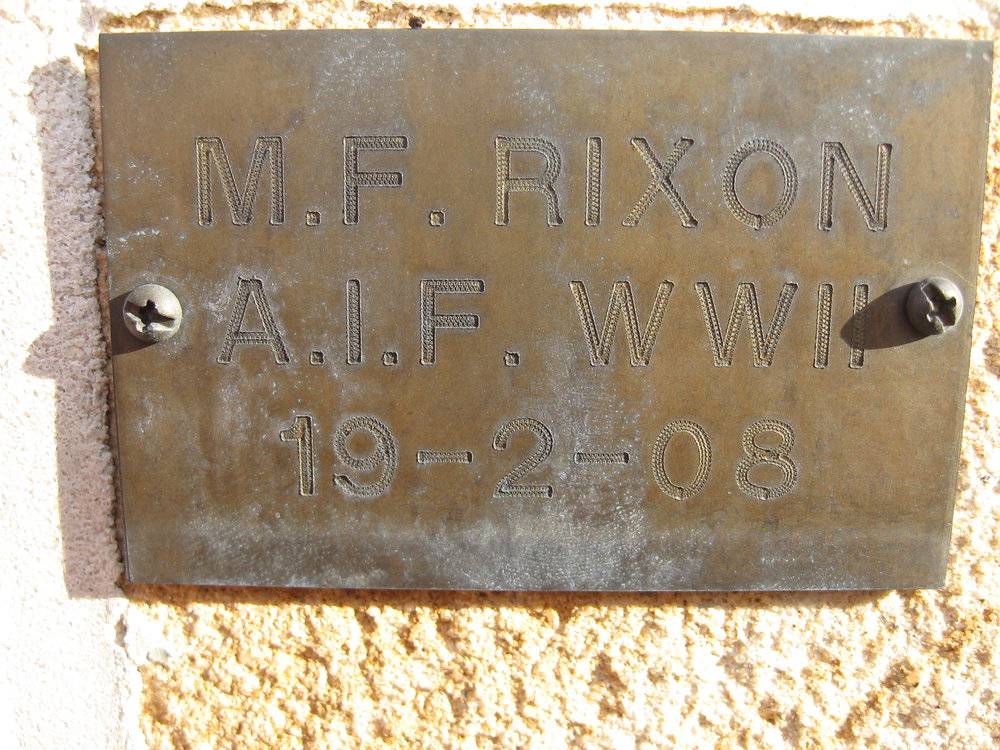 M.F. RIXON
A.I.F. WWII
19-2-08